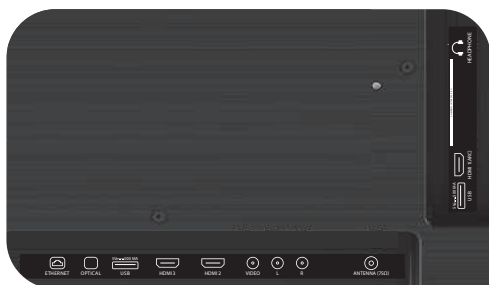 HEADPHONE
HDMI 1(ARC)
USB
ETHERNET
OPTICAL
USB
HDMI 3
HDMI 2
VIDEO
L
R
ANTENNA (75Ω)